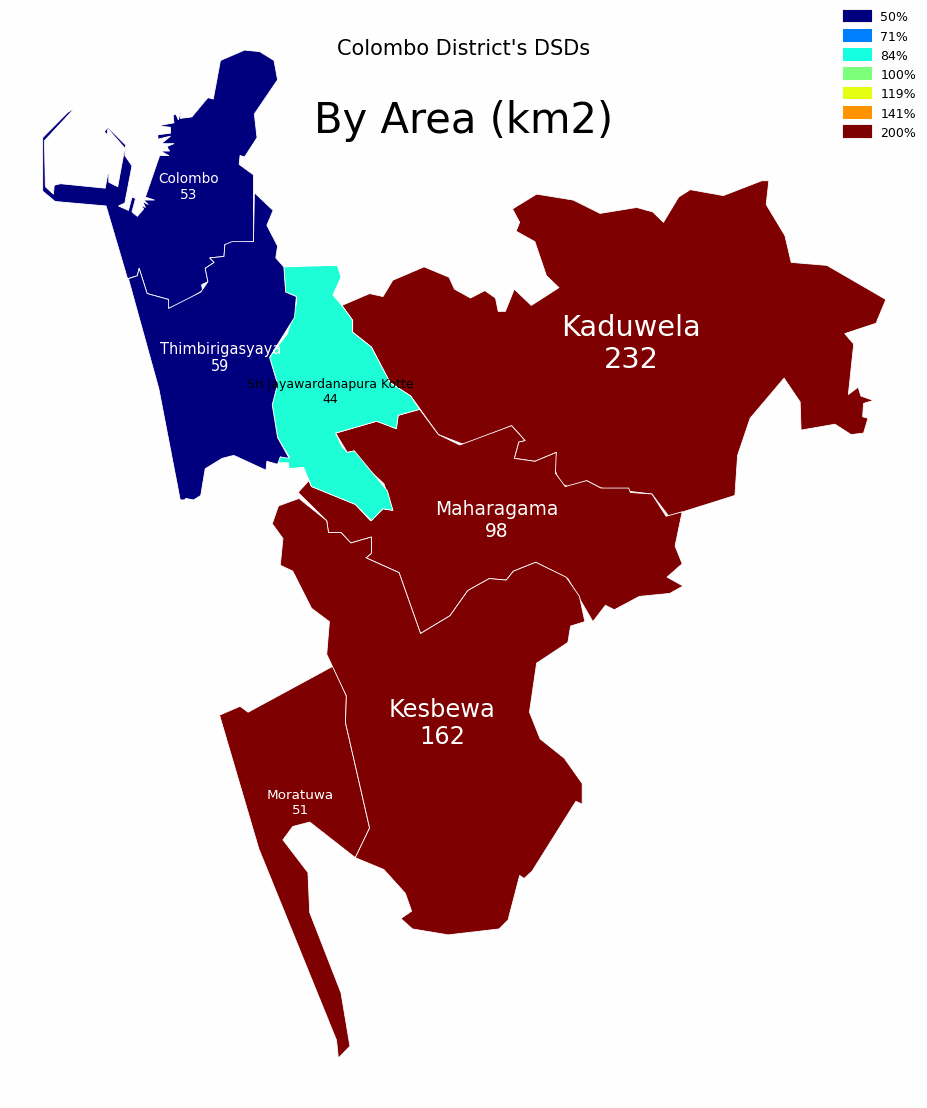 Colombo District's DSDs
By Area (km2)
50%
71%
84%
100%
119%
141%
200%
Colombo
53
Kaduwela
232
Thimbirigasyaya
59
Sri Jayawardanapura Kotte
44
Maharagama
98
Kesbewa
162
Moratuwa
51